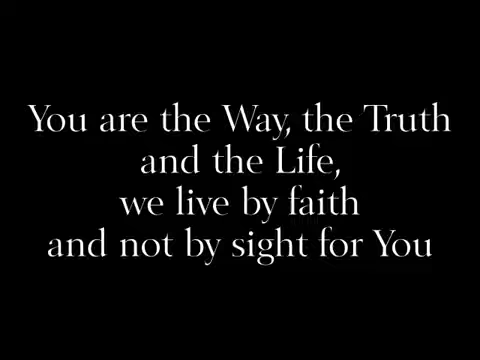 You are the Way, the Truth
and the Life,
we live by faith
and not by sight for You